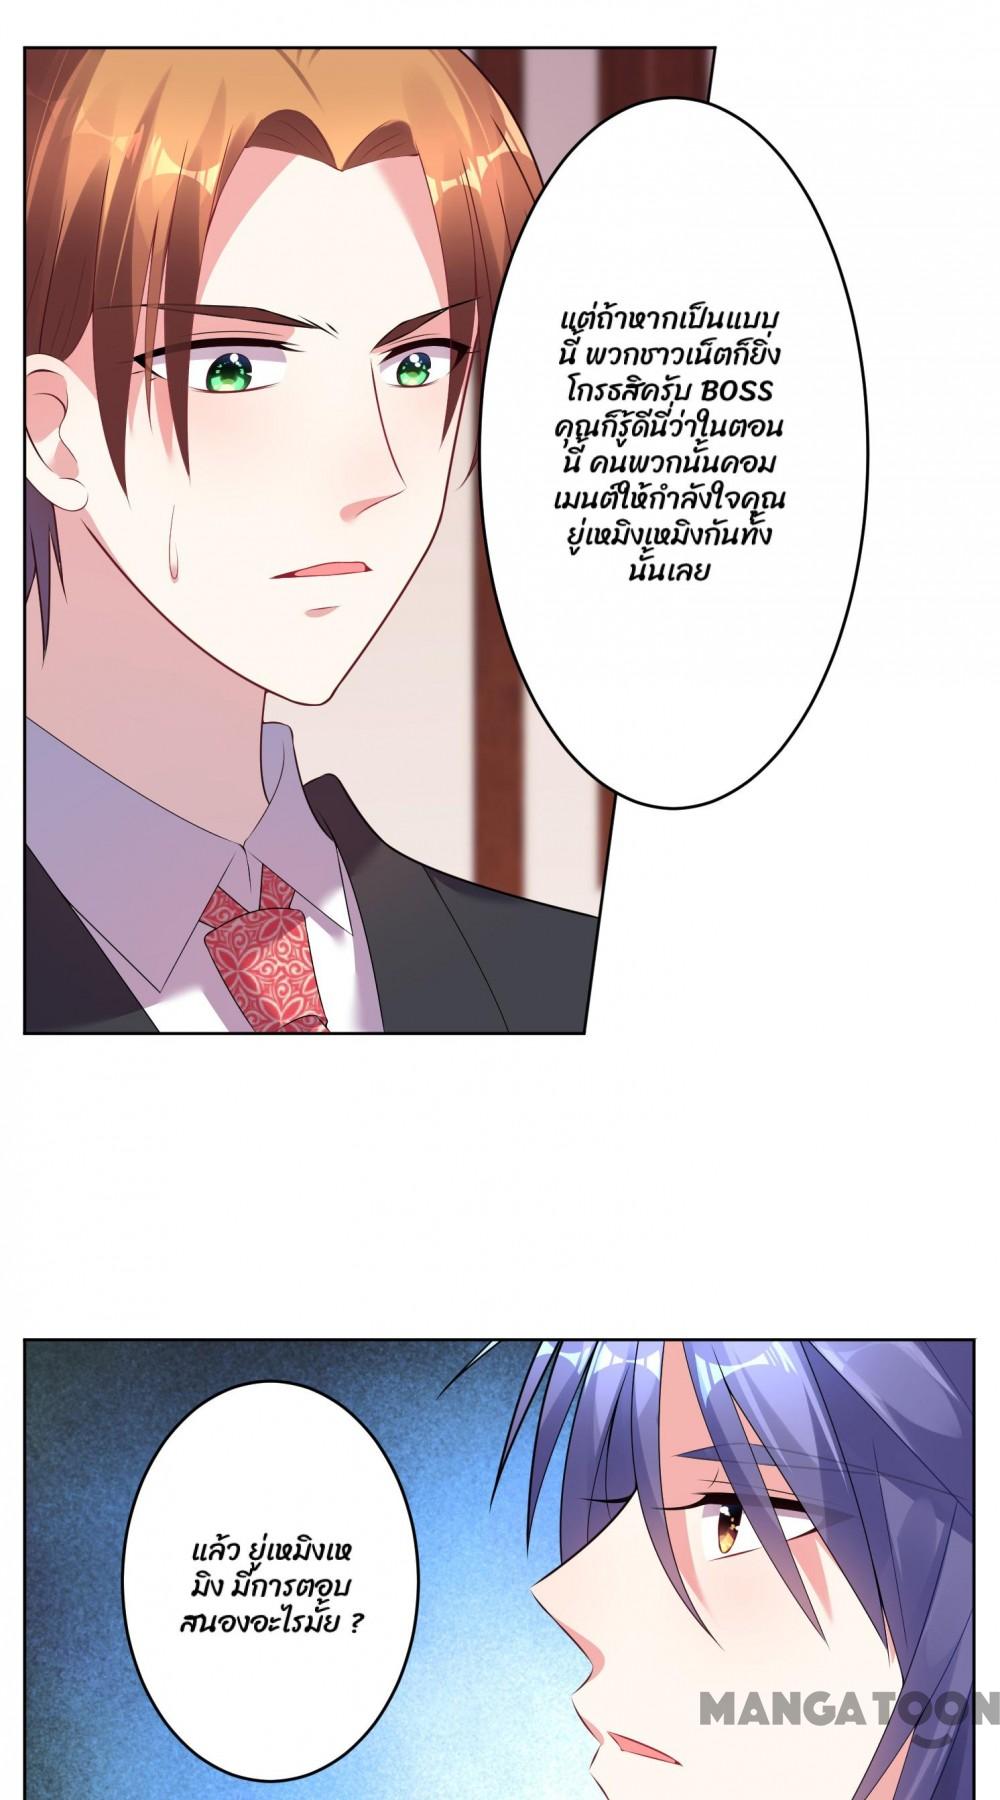 แต่ถ้าหากเป็นแบบ
นี้ พวกชาวเน็ตก็ยิ่ง
โกรธสิครับ BOSS
คุณก็รู้ดีนี่ว่าในตอน
นี้ คนพวกนั้นคอม
เมนต์ให้กำลังใจคุณ
ยู่เหมิงเหมิงกันทั้ง
นั้นเลย
แล้ว ยู่เหมิงเห
มิง มีการตอบ
สนองอะไรมั้ย ?
MANGATOON